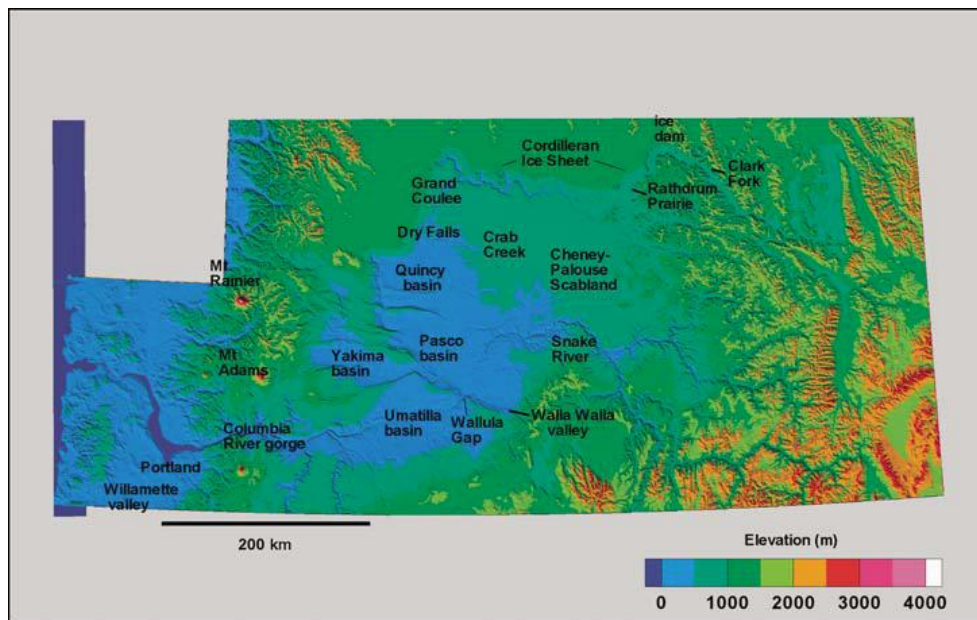 ice
dam
Cordilleran
Ice Sheet
Clark
Fork
Grand
Coulee
Rathdrum
Prairie
Dry Falls
Crab
Creek
Cheney-
Palouse
Scabland
Mt
Rainier
Quincy
basin
Pasco
basin
Snake
River
Yakima
basin
Mt
Adams
Umatilla
basin
Wallula
Gap
Walla Walla
valley
Columbia
River gorge
Portland
Willamette
valley
200 km
Elevation (m)
0 1000 2000 3000 4000